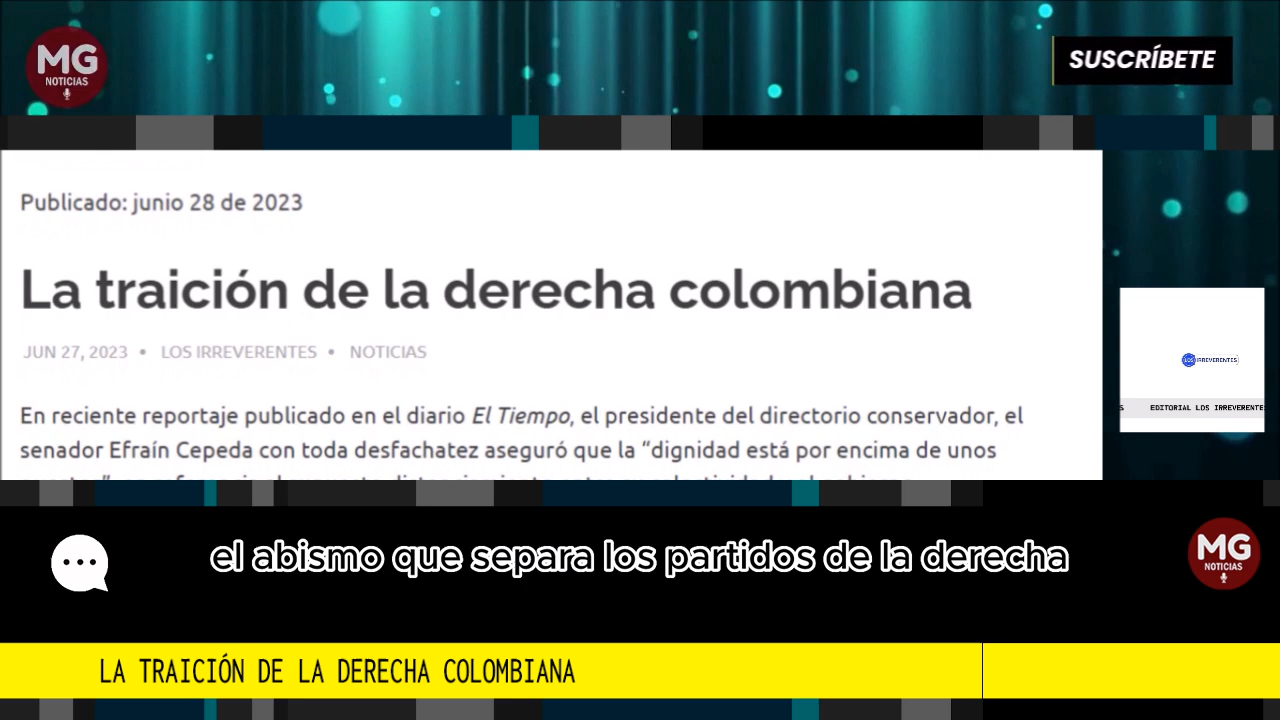 MG
NOTICIAS
SUSCRÍBETE
Publicado: junio 28 de 2023
La traición de la derecha colombiana
JUN 27, 2023 • LOS IRREVERENTES • NOTICIAS
En reciente reportaje publicado en el diario El Tiempo, el presidente del directorio conservador, el
senador Efraín Cepeda con toda desfachatez aseguró que la “dignidad está por encima de unos
LOS IRREVERENTES
S EDITORIAL LOS IRREVERENTE
el abismo que separa los partidos de la derecha
MG
NOTICIAS
LA TRAICIÓN DE LA DERECHA COLOMBIANA